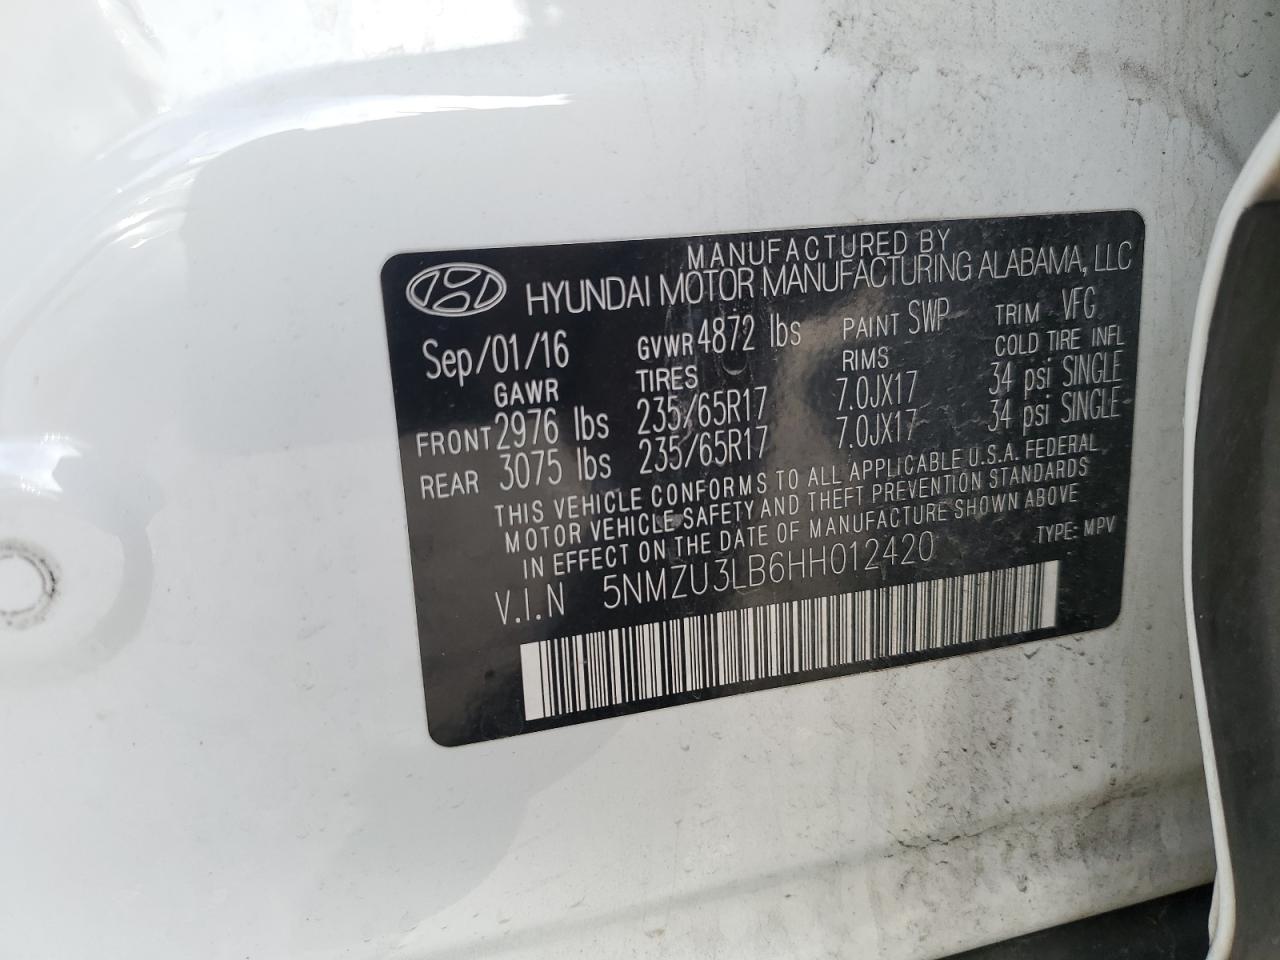 MANUFACTURED BY
HYUNDAI MOTOR MANUFACTURING ALABAMA, LLC
Sep/01/16 GVWR 4872 lbs PAINT SWP TRIM VFG
GAWR TIRES RIMS COLD TIRE INFL
FRONT 2976 lbs 235/65R17 7.0JX17 34 psi SINGLE
REAR 3075 lbs 235/65R17 7.0JX17 34 psi SINGLE
THIS VEHICLE CONFORMS TO ALL APPLICABLE U.S.A. FEDERAL
MOTOR VEHICLE SAFETY AND THEFT PREVENTION STANDARDS
IN EFFECT ON THE DATE OF MANUFACTURE SHOWN ABOVE
V.I.N 5NMZU3LB6HH012420 TYPE: MPV